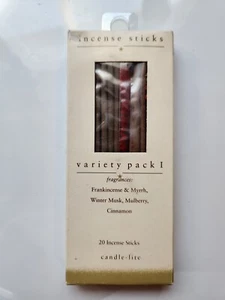 incense sticks
variety pack I
fragrances:
Frankincense & Myrrh,
Winter Musk, Mulberry,
Cinnamon
20 Incense Sticks
candle-lite